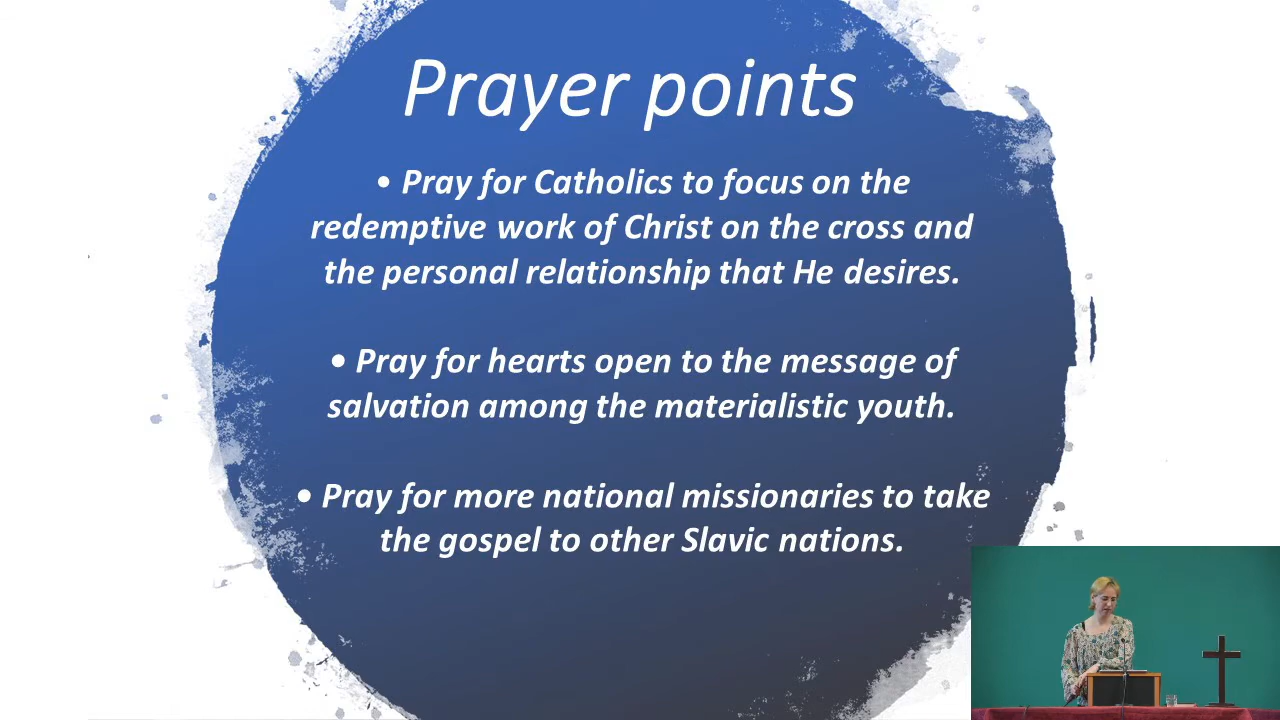 Prayer points
• Pray for Catholics to focus on the
redemptive work of Christ on the cross and
the personal relationship that He desires.
• Pray for hearts open to the message of
salvation among the materialistic youth.
• Pray for more national missionaries to take
the gospel to other Slavic nations.